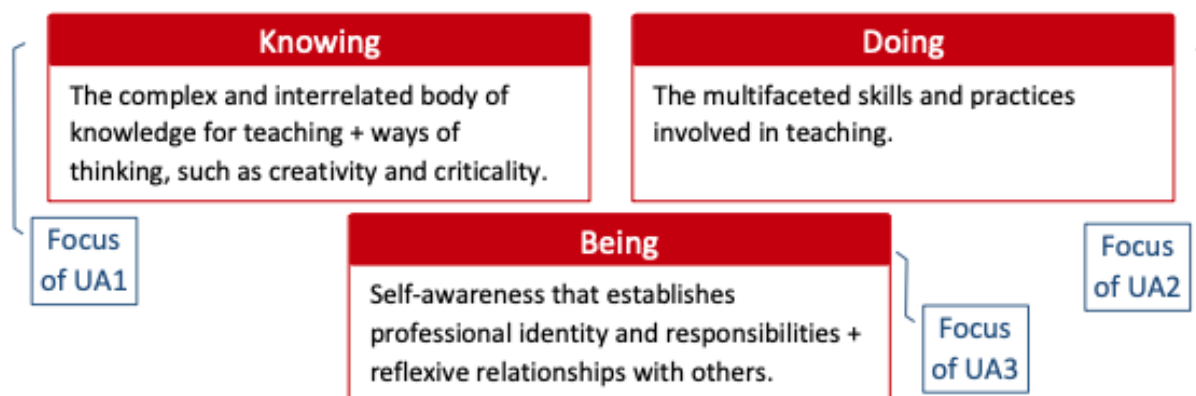 Knowing
The complex and interrelated body of
knowledge for teaching + ways of
thinking, such as creativity and criticality.
Focus
of UA1
Doing
The multifaceted skills and practices
involved in teaching.
Focus
of UA2
Being
Self-awareness that establishes
professional identity and responsibilities +
reflexive relationships with others.
Focus
of UA3